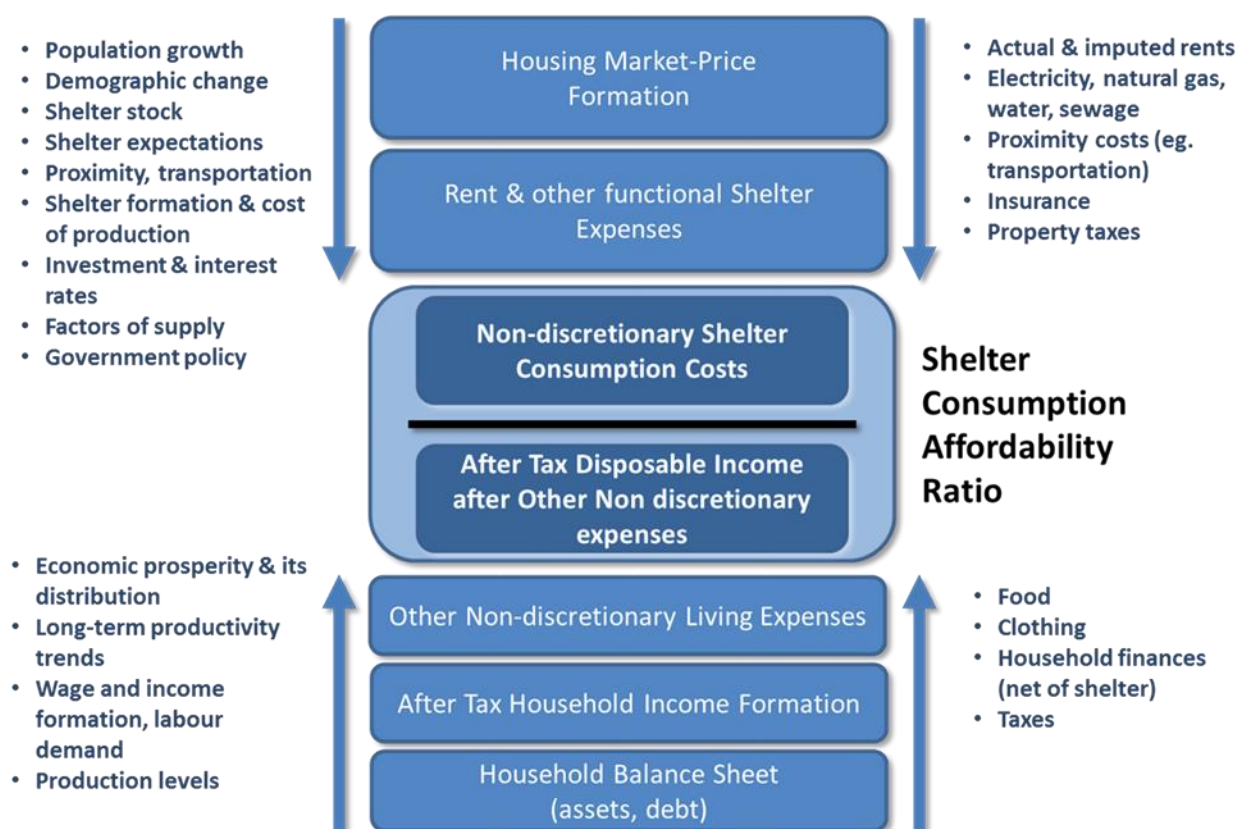 • Population growth
• Demographic change
• Shelter stock
• Shelter expectations
• Proximity, transportation
• Shelter formation & cost
of production
• Investment & interest
rates
• Factors of supply
• Government policy
Housing Market-Price
Formation
Rent & other functional Shelter
Expenses
• Actual & imputed rents
• Electricity, natural gas,
water, sewage
• Proximity costs (eg.
transportation)
• Insurance
• Property taxes
Non-discretionary Shelter
Consumption Costs
After Tax Disposable Income
after Other Non discretionary
expenses
Shelter
Consumption
Affordability
Ratio
• Economic prosperity & its
distribution
• Long-term productivity
trends
• Wage and income
formation, labour
demand
• Production levels
Other Non-discretionary Living Expenses
After Tax Household Income Formation
Household Balance Sheet
(assets, debt)
• Food
• Clothing
• Household finances
(net of shelter)
• Taxes